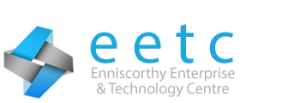 eetc
Enniscorthy Enterprise
& Technology Centre